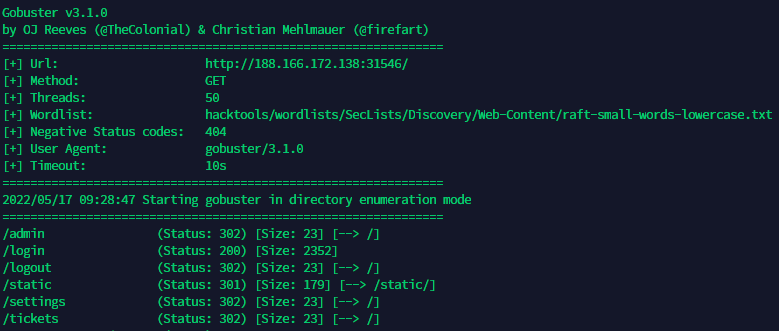 Gobuster v3.1.0
by OJ Reeves (@TheColonial) & Christian Mehlmauer (@firefart)
===============================================================
[+] Url:                     http://188.166.172.138:31546/
[+] Method:                  GET
[+] Threads:                 50
[+] Wordlist:                hacktools/wordlists/SecLists/Discovery/Web-Content/raft-small-words-lowercase.txt
[+] Negative Status codes:   404
[+] User Agent:              gobuster/3.1.0
[+] Timeout:                 10s
===============================================================
2022/05/17 09:28:47 Starting gobuster in directory enumeration mode
===============================================================
/admin                (Status: 302) [Size: 23] [--> /]
/login                (Status: 200) [Size: 2352]
/logout               (Status: 302) [Size: 23] [--> /]
/static               (Status: 301) [Size: 179] [--> /static/]
/settings             (Status: 302) [Size: 23] [--> /]
/tickets              (Status: 302) [Size: 23] [--> /]